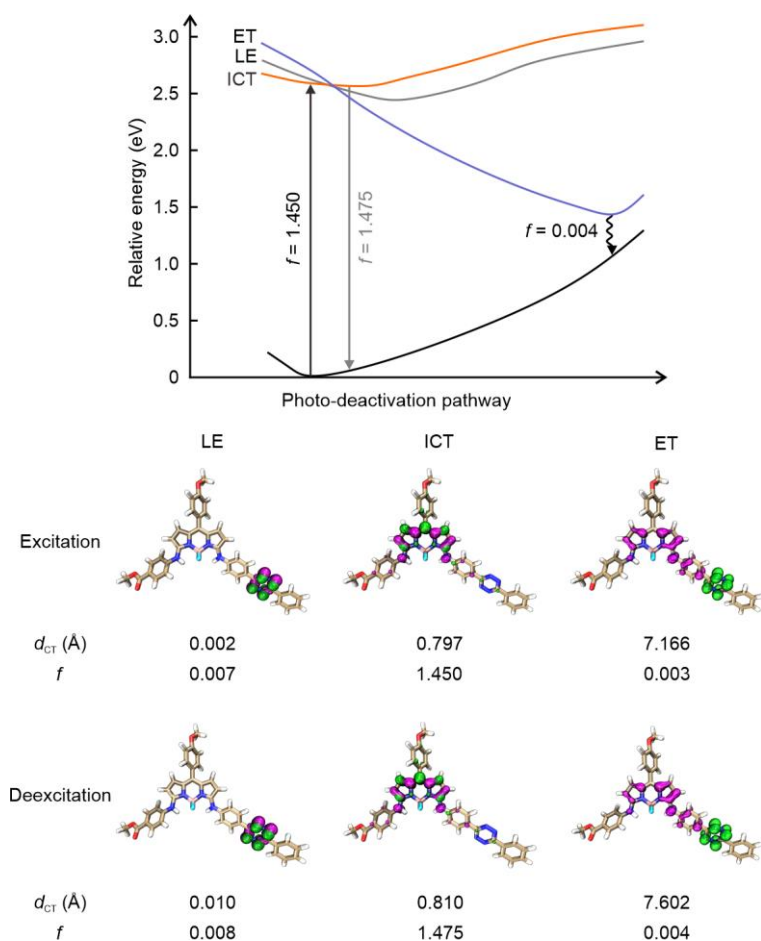 3.0
2.5
2.0
1.5
1.0
0.5
0
Relative energy (eV)
ET
LE
ICT
f = 1.450
f = 1.475
f = 0.004
Photo-deactivation pathway
LE ICT ET
Excitation
dCT (Å) 0.002 0.797 7.166
f 0.007 1.450 0.003
Deexcitation
dCT (Å) 0.010 0.810 7.602
f 0.008 1.475 0.004